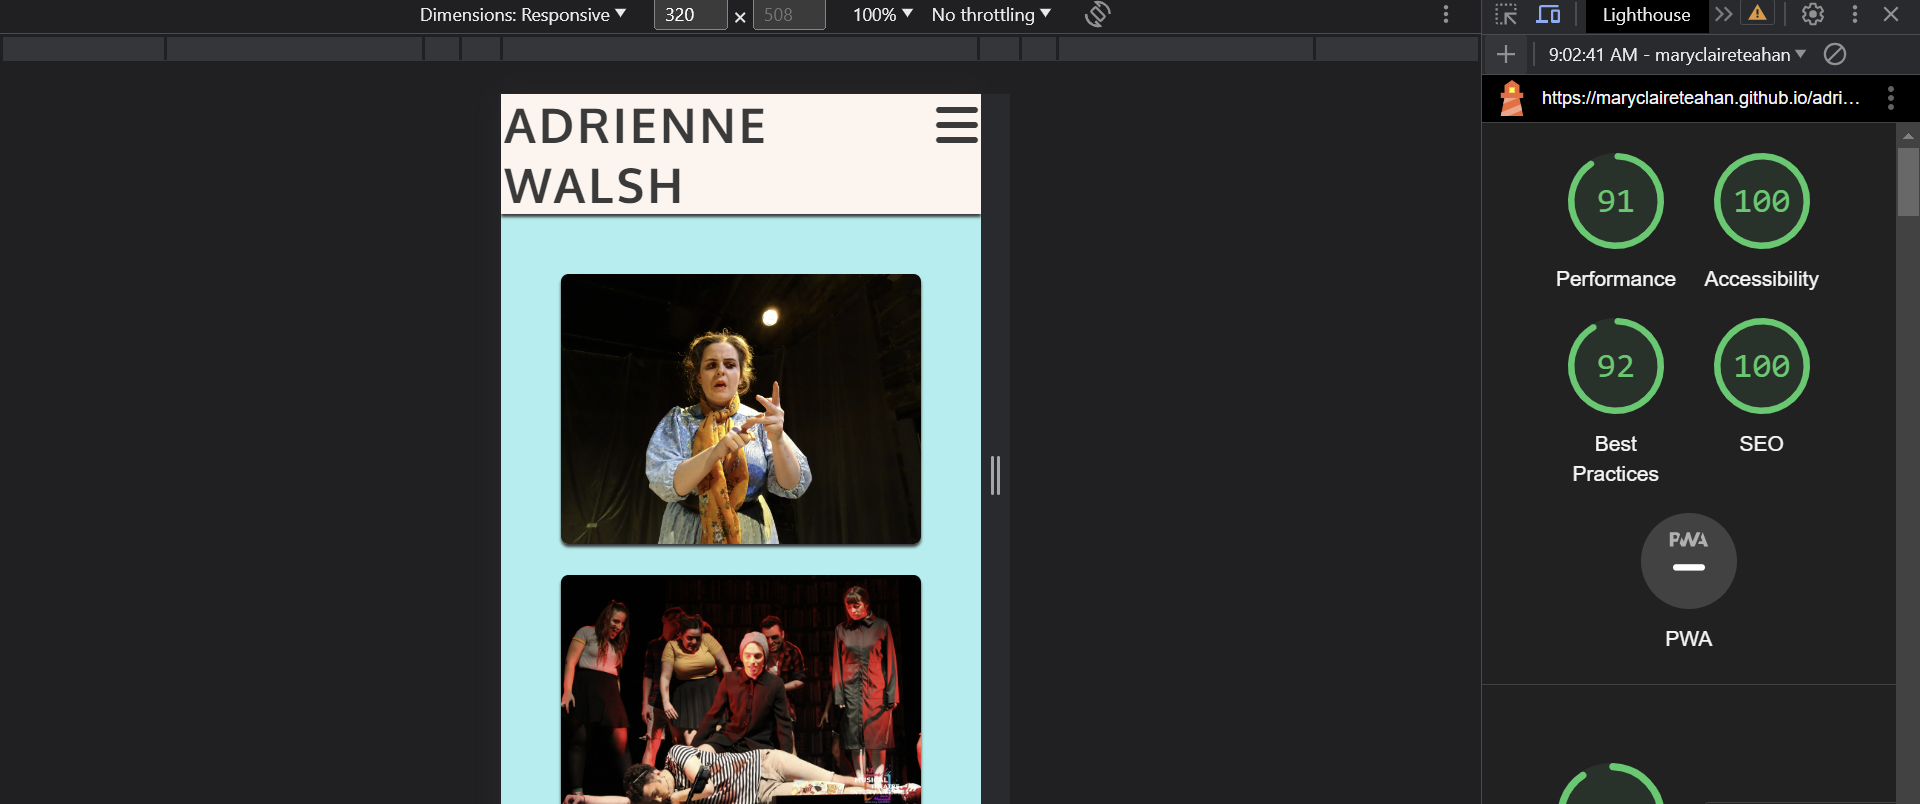 Dimensions: Responsive ▼ 320 × 508 100% ▼ No throttling ▼
Lighthouse
9:02:41 AM - maryclaireteahan ▼
https://maryclaireteahan.github.io/adri…
ADRIENNE
WALSH
91
100
Performance
Accessibility
92
100
Best
Practices
SEO
PWA
PWA
MUSICAL